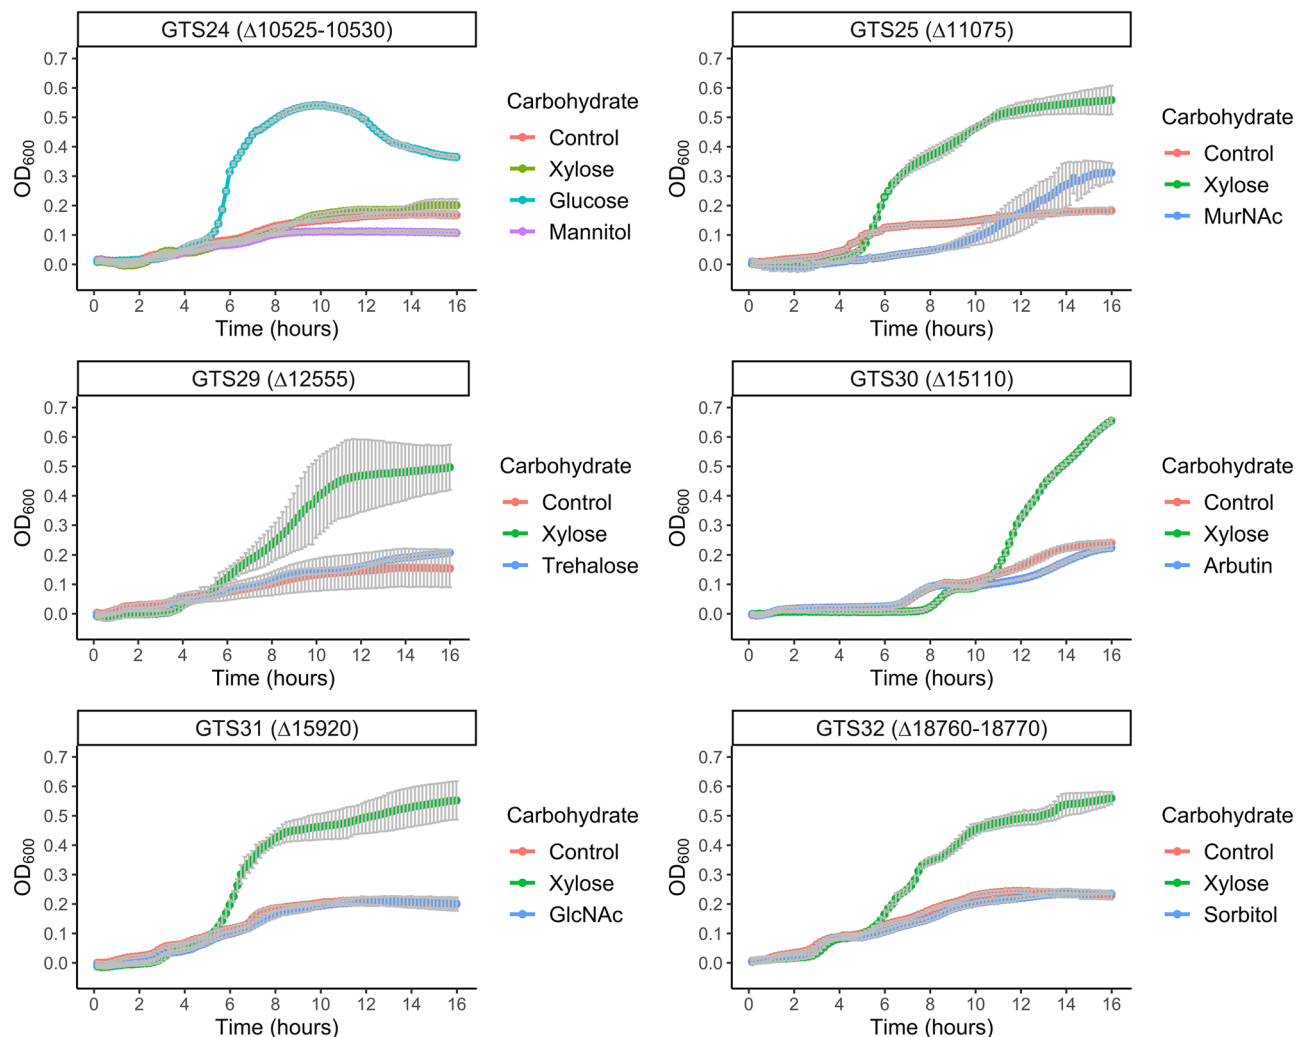 GTS24 (Δ10525-10530)
OD600
0.7
0.6
0.5
0.4
0.3
0.2
0.1
0.0
0 2 4 6 8 10 12 14 16
Time (hours)
Carbohydrate
Control
Xylose
Glucose
Mannitol
GTS25 (Δ11075)
OD600
0.7
0.6
0.5
0.4
0.3
0.2
0.1
0.0
0 2 4 6 8 10 12 14 16
Time (hours)
Carbohydrate
Control
Xylose
MurNAc
GTS29 (Δ12555)
OD600
0.7
0.6
0.5
0.4
0.3
0.2
0.1
0.0
0 2 4 6 8 10 12 14 16
Time (hours)
Carbohydrate
Control
Xylose
Trehalose
GTS30 (Δ15110)
OD600
0.7
0.6
0.5
0.4
0.3
0.2
0.1
0.0
0 2 4 6 8 10 12 14 16
Time (hours)
Carbohydrate
Control
Xylose
Arbutin
GTS31 (Δ15920)
OD600
0.7
0.6
0.5
0.4
0.3
0.2
0.1
0.0
0 2 4 6 8 10 12 14 16
Time (hours)
Carbohydrate
Control
Xylose
GlcNAc
GTS32 (Δ18760-18770)
OD600
0.7
0.6
0.5
0.4
0.3
0.2
0.1
0.0
0 2 4 6 8 10 12 14 16
Time (hours)
Carbohydrate
Control
Xylose
Sorbitol